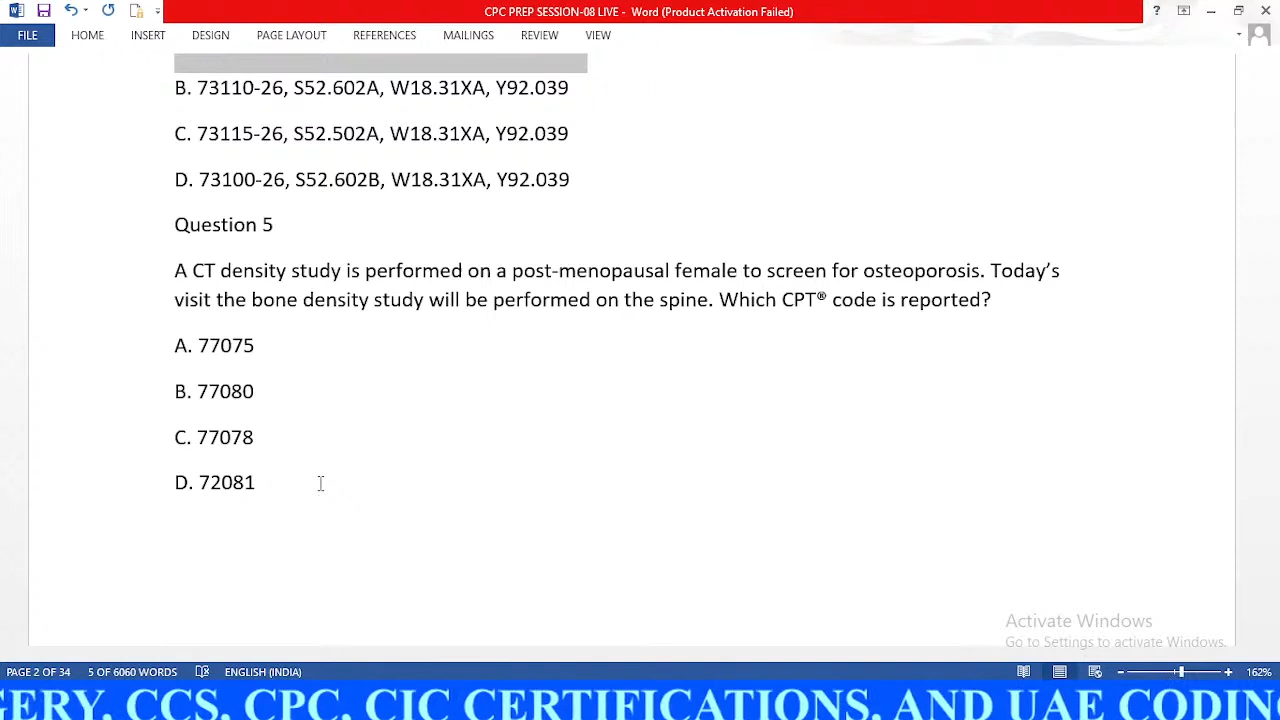 CPC PREP SESSION-08 LIVE - Word (Product Activation Failed)
FILE HOME INSERT DESIGN PAGE LAYOUT REFERENCES MAILINGS REVIEW VIEW
B. 73110-26, S52.602A, W18.31XA, Y92.039
C. 73115-26, S52.502A, W18.31XA, Y92.039
D. 73100-26, S52.602B, W18.31XA, Y92.039
Question 5
A CT density study is performed on a post-menopausal female to screen for osteoporosis. Today’s
visit the bone density study will be performed on the spine. Which CPT® code is reported?
A. 77075
B. 77080
C. 77078
D. 72081
Activate Windows
Go to Settings to activate Windows.
PAGE 2 OF 34 5 OF 6060 WORDS ENGLISH (INDIA) 162%
GERY, CCS, CPC, CIC CERTIFICATIONS, AND UAE CODING